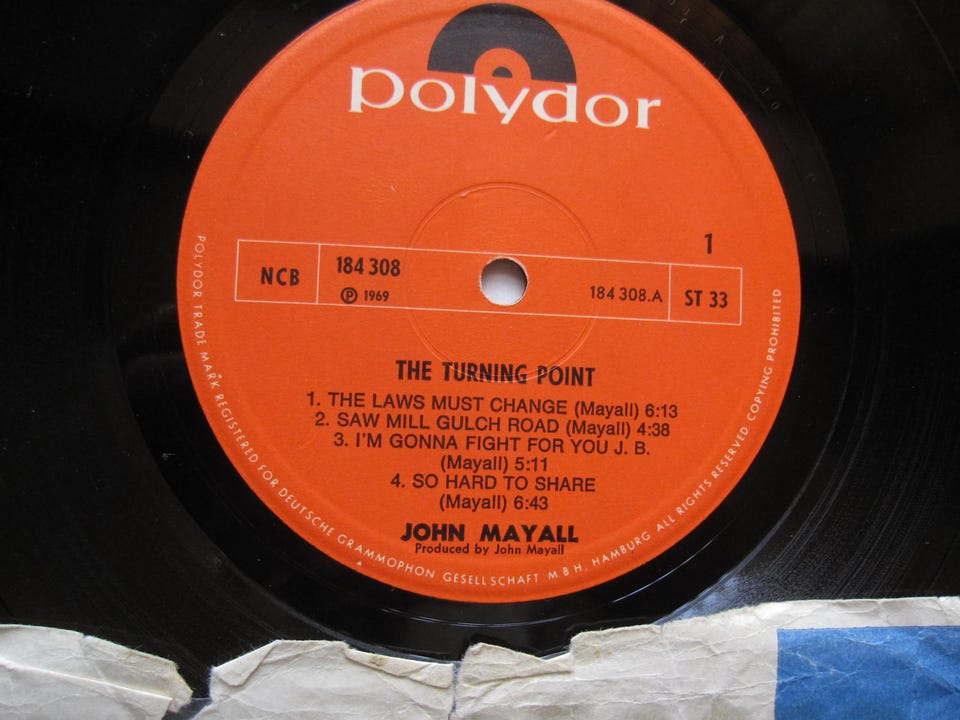 polydor
1
NCB
184 308
℗ 1969
184 308.A
ST 33
THE TURNING POINT
1. THE LAWS MUST CHANGE (Mayall) 6:13
2. SAW MILL GULCH ROAD (Mayall) 4:38
3. I'M GONNA FIGHT FOR YOU J. B.
(Mayall) 5:11
4. SO HARD TO SHARE
(Mayall) 6:43
JOHN MAYALL
Produced by John Mayall
POLYDOR TRADE MARK REGISTERED FOR DEUTSCHE GRAMMOPHON GESELLSCHAFT M B H. HAMBURG ALL RIGHTS RESERVED COPYING PROHIBITED